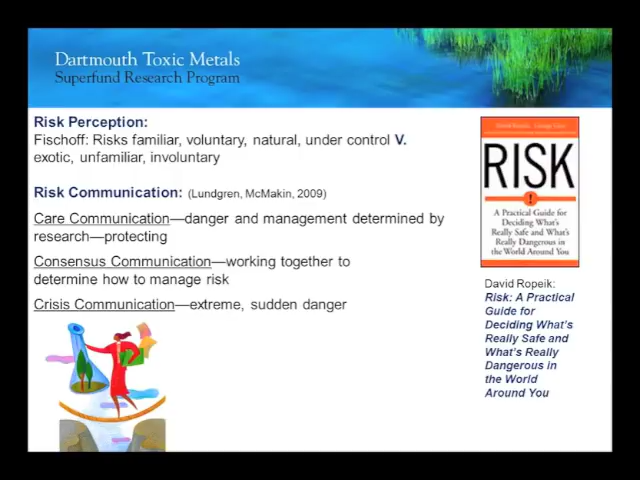 Dartmouth Toxic Metals
Superfund Research Program
Risk Perception:
Fischoff: Risks familiar, voluntary, natural, under control V.
exotic, unfamiliar, involuntary
Risk Communication: (Lundgren, McMakin, 2009)
Care Communication—danger and management determined by
research—protecting
Consensus Communication—working together to
determine how to manage risk
Crisis Communication—extreme, sudden danger
RISK
!
A Practical Guide for
Deciding What's
Really Safe and What's
Really Dangerous in
the World Around You
David Ropeik:
Risk: A Practical
Guide for
Deciding What's
Really Safe and
What's Really
Dangerous in
the World
Around You